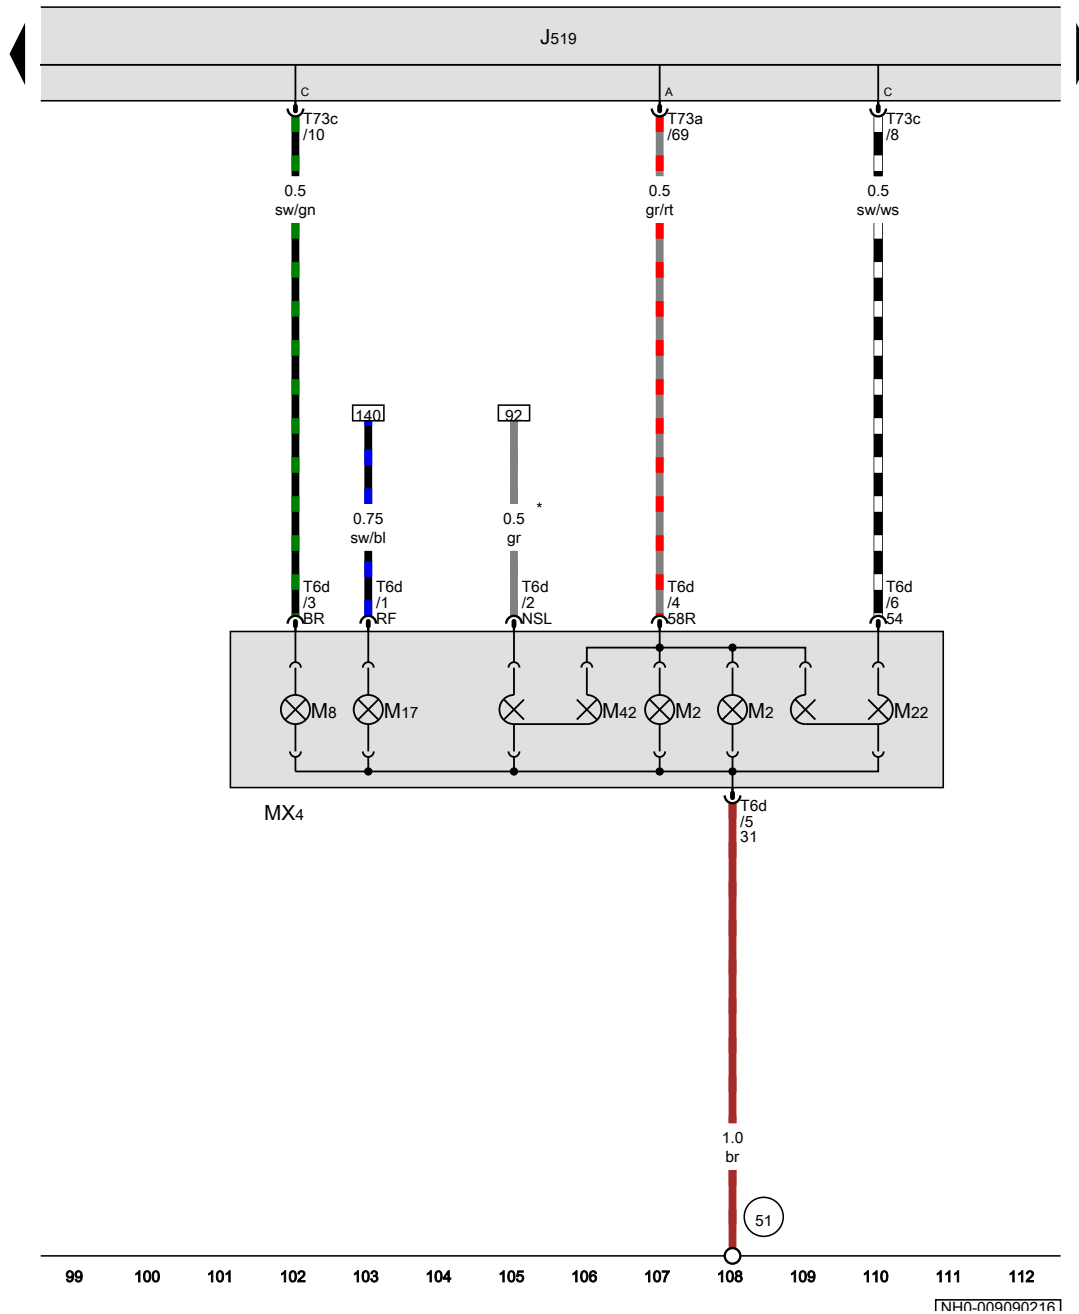 J519
C
A
C
T73c
/10
T73a
/69
T73c
/8
0.5
sw/gn
0.5
gr/rt
0.5
sw/ws
140
92
0.75
sw/bl
0.5
gr
*
T6d
/3
BR
T6d
/1
RF
T6d
/2
NSL
T6d
/4
58R
T6d
/6
54
M8
M17
M42
M2
M2
M22
MX4
T6d
/5
31
1.0
br
51
99 100 101 102 103 104 105 106 107 108 109 110 111 112
NH0-009090216